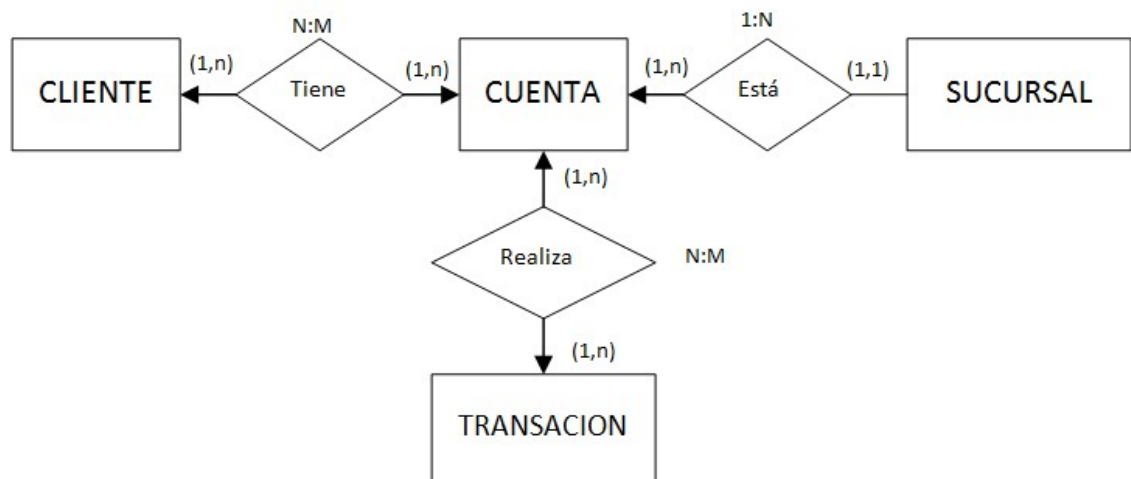 N:M
1:N
CLIENTE
(1,n)
Tiene
(1,n)
CUENTA
(1,n)
Está
(1,1)
SUCURSAL
(1,n)
Realiza
N:M
(1,n)
TRANSACION